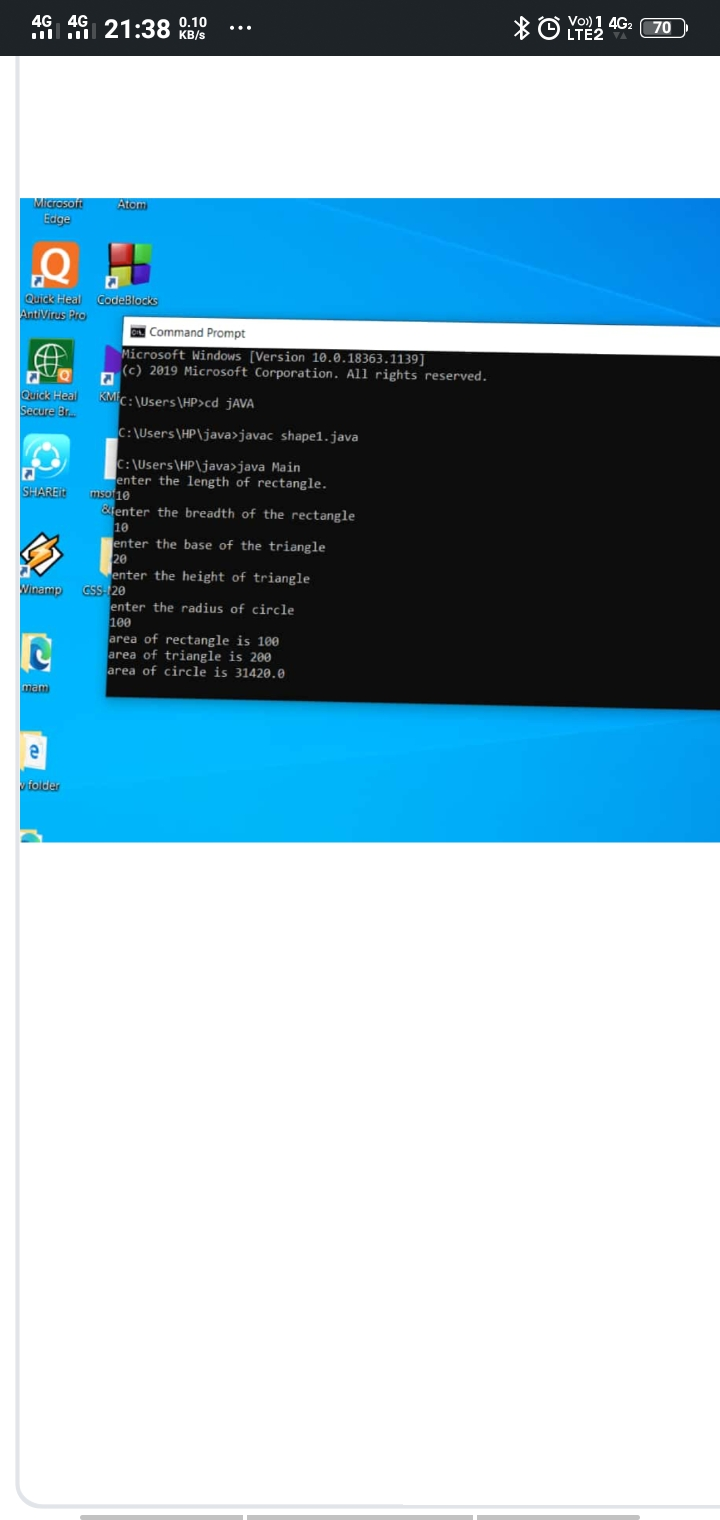 4G 4G 21:38 0.10 KB/s ...
Vo)) 1 LTE2 4G2 70
Microsoft Edge
Atom
Quick Heal AntiVirus Pro
CodeBlocks
Quick Heal Secure Br...
SHAREit
Winamp
mam
folder
Command Prompt
Microsoft Windows [Version 10.0.18363.1139]
(c) 2019 Microsoft Corporation. All rights reserved.
C:\Users\HP>cd jAVA
C:\Users\HP\java>javac shape1.java
C:\Users\HP\java>java Main
enter the length of rectangle.
10
enter the breadth of the rectangle
10
enter the base of the triangle
20
enter the height of triangle
20
enter the radius of circle
100
area of rectangle is 100
area of triangle is 200
area of circle is 31420.0